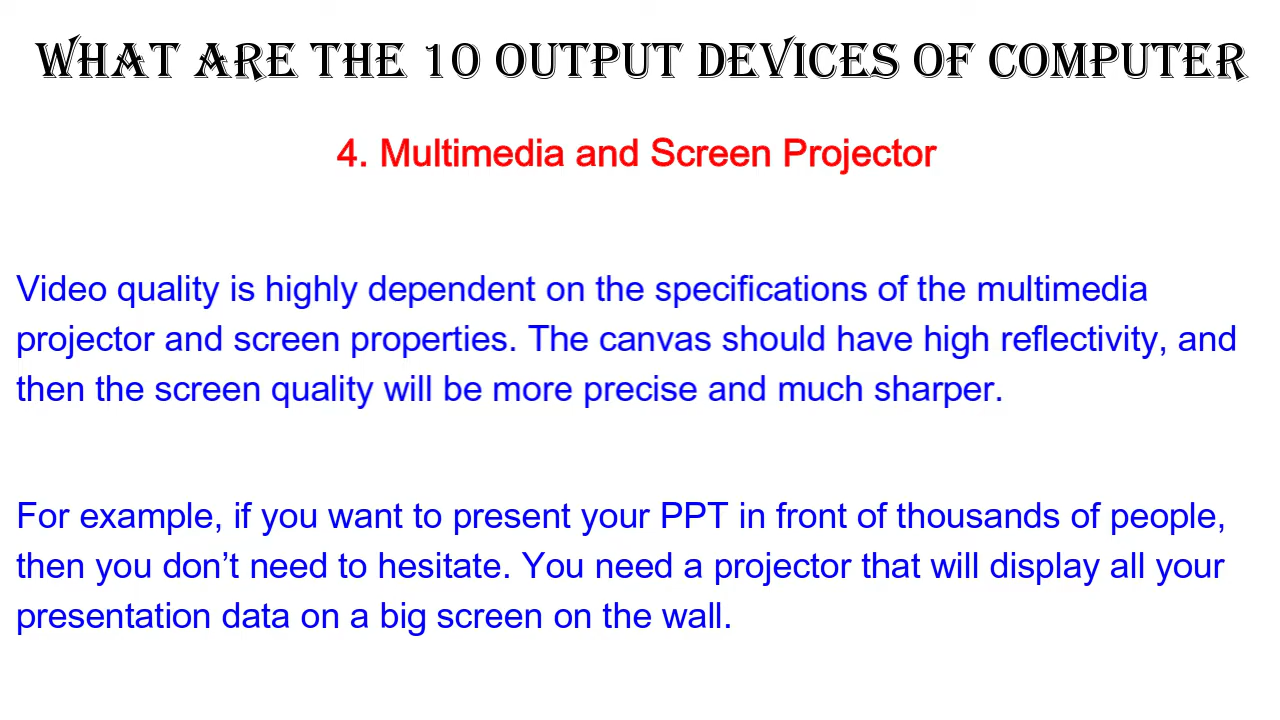 WHAT ARE THE 10 OUTPUT DEVICES OF COMPUTER
4. Multimedia and Screen Projector
Video quality is highly dependent on the specifications of the multimedia
projector and screen properties. The canvas should have high reflectivity, and
then the screen quality will be more precise and much sharper.
For example, if you want to present your PPT in front of thousands of people,
then you don’t need to hesitate. You need a projector that will display all your
presentation data on a big screen on the wall.